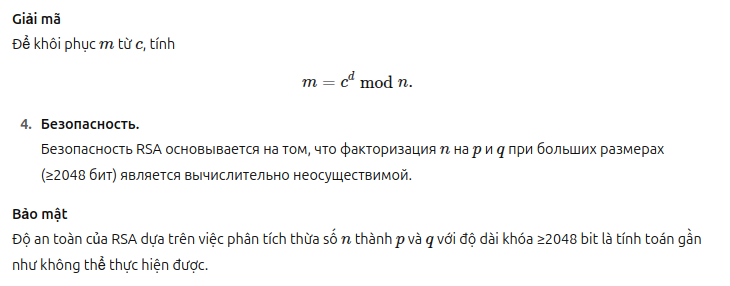 Giải mã
Để khôi phục m từ c, tính
m = c^d mod n.
4. Безопасность.
Безопасность RSA основывается на том, что факторизация n на p и q при больших размерах
(≥2048 бит) является вычислительно неосуществимой.
Bảo mật
Độ an toàn của RSA dựa trên việc phân tích thừa số n thành p và q với độ dài khóa ≥2048 bit là tính toán gần
như không thể thực hiện được.